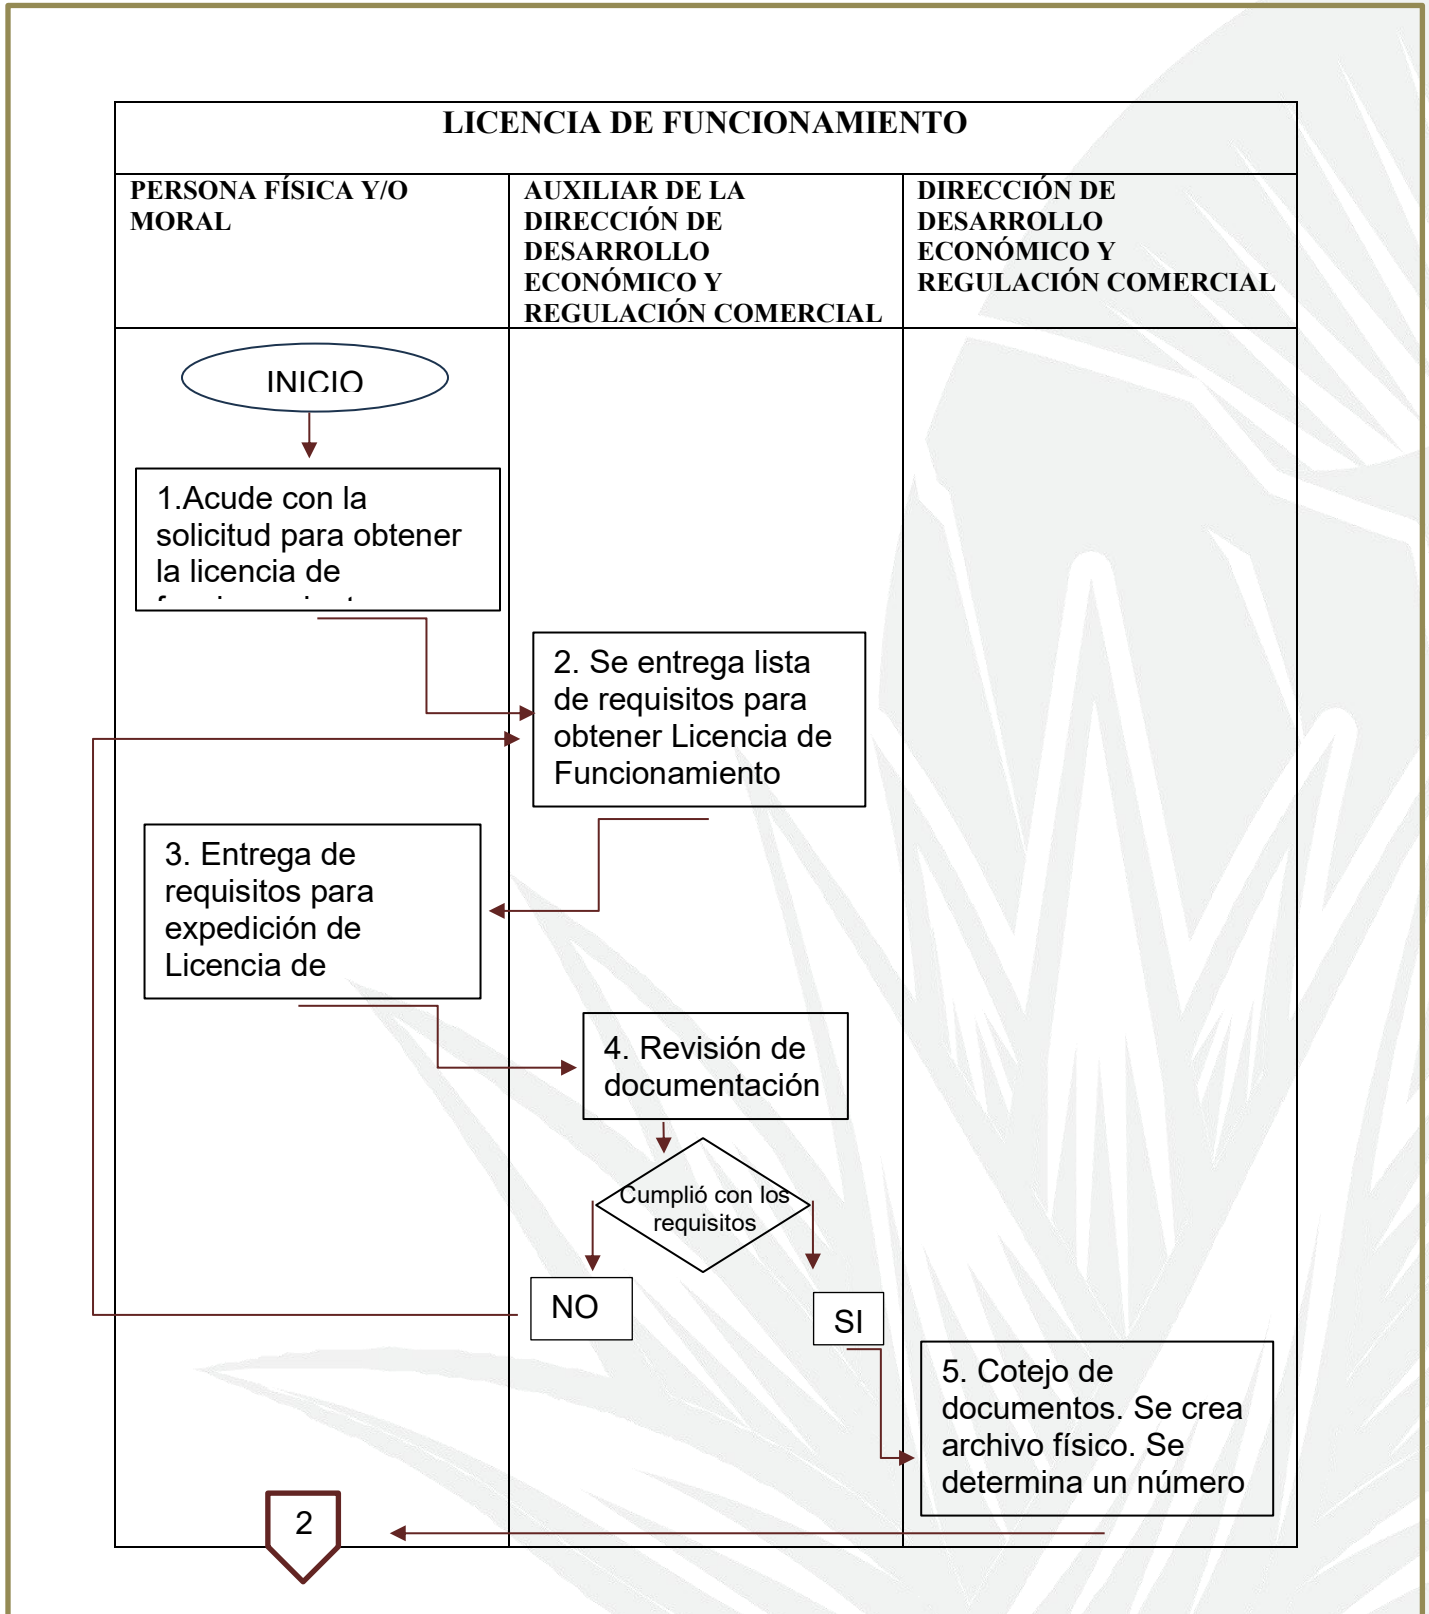 LICENCIA DE FUNCIONAMIENTO
PERSONA FÍSICA Y/O
MORAL
AUXILIAR DE LA
DIRECCIÓN DE
DESARROLLO
ECONÓMICO Y
REGULACIÓN COMERCIAL
DIRECCIÓN DE
DESARROLLO
ECONÓMICO Y
REGULACIÓN COMERCIAL
INICIO
1.Acude con la
solicitud para obtener
la licencia de
2. Se entrega lista
de requisitos para
obtener Licencia de
Funcionamiento
3. Entrega de
requisitos para
expedición de
Licencia de
4. Revisión de
documentación
Cumplió con los
requisitos
NO
SI
5. Cotejo de
documentos. Se crea
archivo físico. Se
determina un número
2